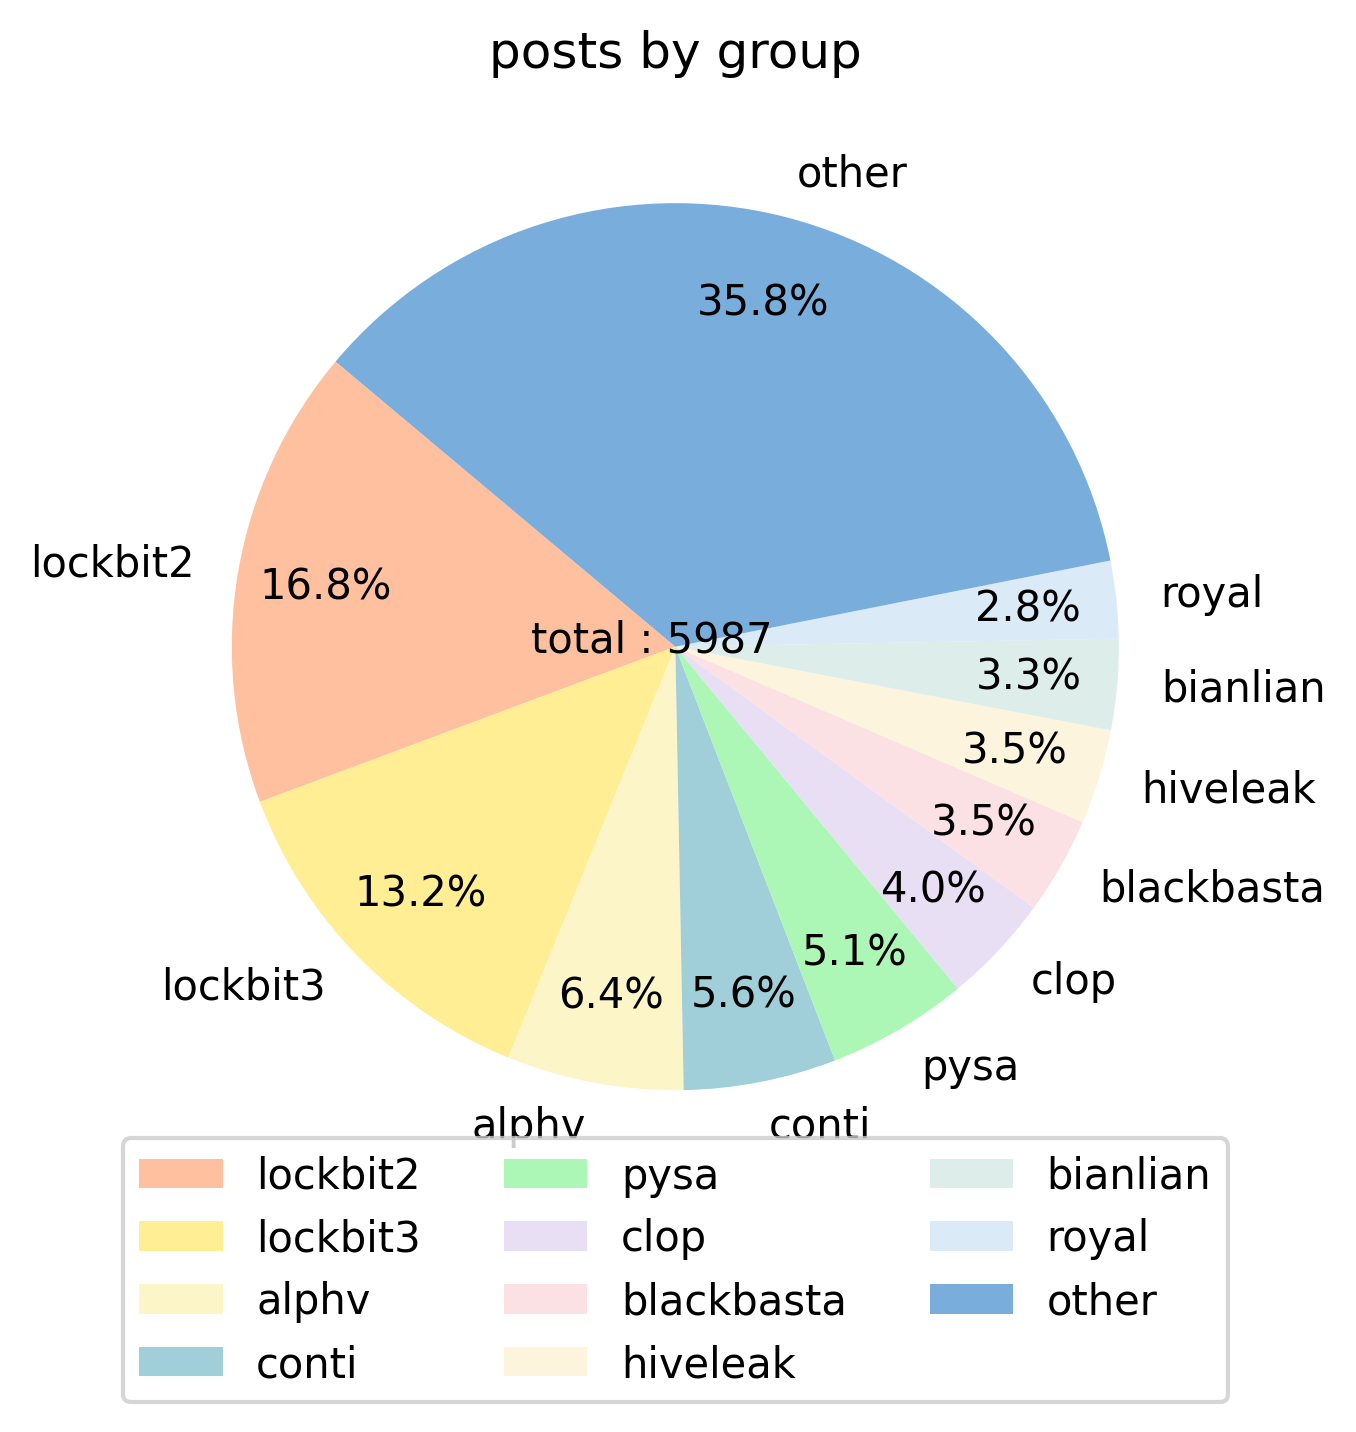 posts by group
other
35.8%
lockbit2
16.8%
total : 5987
2.8%
royal
3.3%
bianlian
3.5%
hiveleak
3.5%
blackbasta
4.0%
clop
5.1%
pysa
5.6%
conti
6.4%
alphv
13.2%
lockbit3
lockbit2
lockbit3
alphv
conti
pysa
clop
blackbasta
hiveleak
bianlian
royal
other